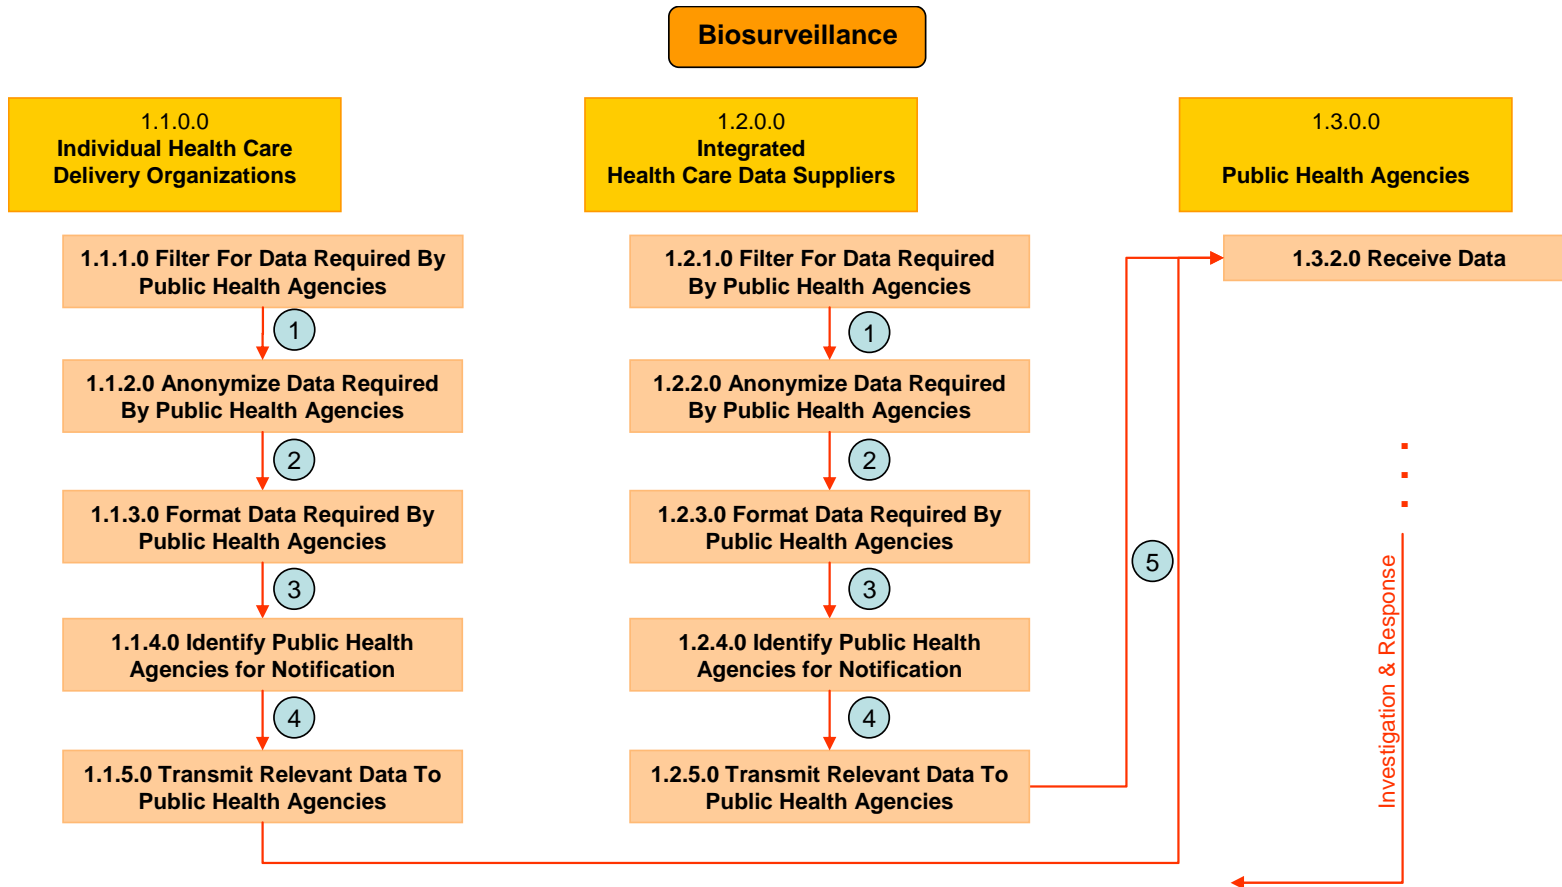 Biosurveillance
1.1.0.0
Individual Health Care
Delivery Organizations
1.2.0.0
Integrated
Health Care Data Suppliers
1.3.0.0
Public Health Agencies
1.1.1.0 Filter For Data Required By
Public Health Agencies
1
1.1.2.0 Anonymize Data Required
By Public Health Agencies
2
1.1.3.0 Format Data Required By
Public Health Agencies
3
1.1.4.0 Identify Public Health
Agencies for Notification
4
1.1.5.0 Transmit Relevant Data To
Public Health Agencies
1.2.1.0 Filter For Data Required
By Public Health Agencies
1
1.2.2.0 Anonymize Data Required
By Public Health Agencies
2
1.2.3.0 Format Data Required By
Public Health Agencies
3
1.2.4.0 Identify Public Health
Agencies for Notification
4
1.2.5.0 Transmit Relevant Data To
Public Health Agencies
5
1.3.2.0 Receive Data
Investigation & Response